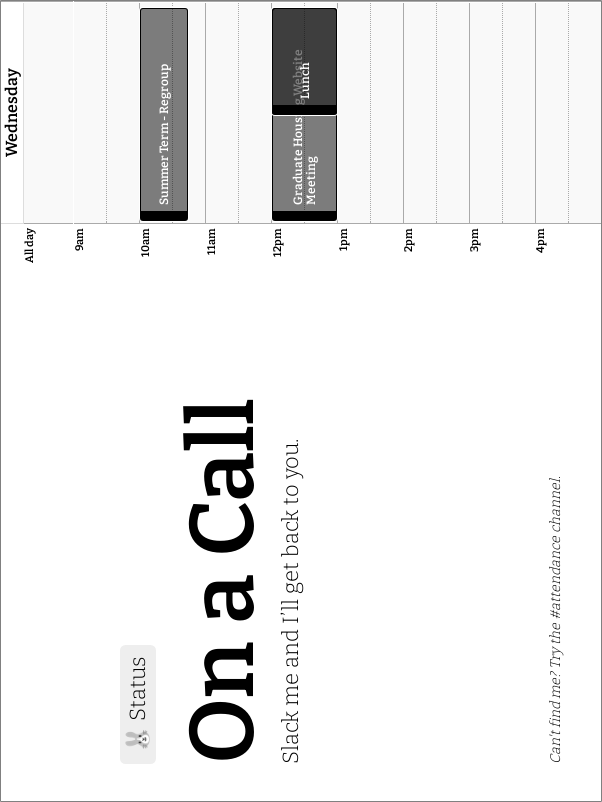 Status
On a Call
Slack me and I'll get back to you.
Can't find me? Try the #attendance channel.
Wednesday
All day
9am
10am
11am
12pm
1pm
2pm
3pm
4pm
Summer Term - Regroup
Graduate Housing Website
Meeting
Lunch